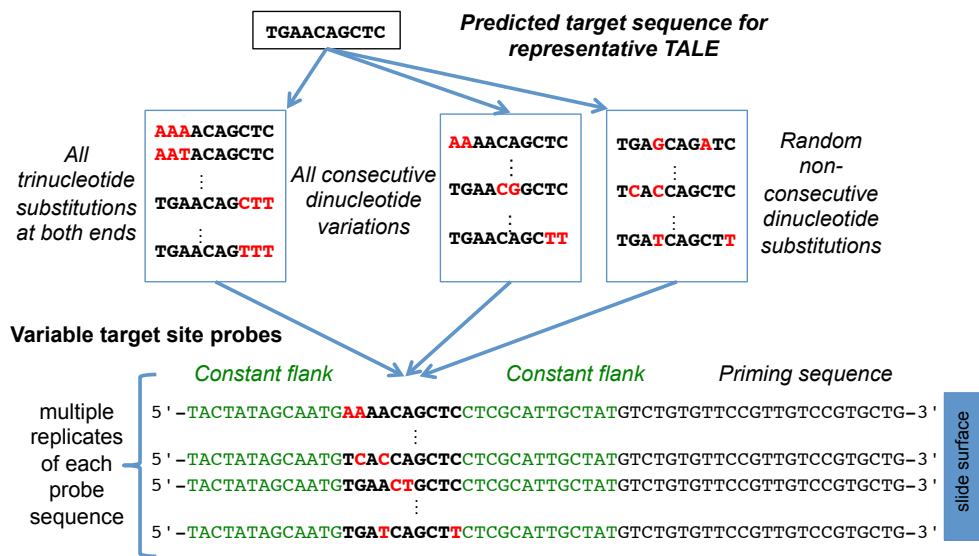 TGAACAGCTC
Predicted target sequence for
representative TALE
All
trinucleotide
substitutions
at both ends
AAAACAGCTC
AATACAGCTC
⋮
TGAACAGCTT
⋮
TGAACAGTTT
All consecutive
dinucleotide
variations
AAAACAGCTC
⋮
TGAACGGCTC
⋮
TGAACAGCTT
TGAGCAGATC
⋮
TCACCAGCTC
⋮
TGATCAGCTT
Random
non-
consecutive
dinucleotide
substitutions
Variable target site probes
Constant flank Constant flank Priming sequence
multiple
replicates
of each
probe
sequence
5'-TACTATAGCAATGAAAACAGCTCCTCGCATTGCTATGTCTGTGTTCCGTTGTCCGTGCTG-3'
⋮
5'-TACTATAGCAATGTCACCAGCTCCTCGCATTGCTATGTCTGTGTTCCGTTGTCCGTGCTG-3'
5'-TACTATAGCAATGTGAACTGCTCCTCGCATTGCTATGTCTGTGTTCCGTTGTCCGTGCTG-3'
⋮
5'-TACTATAGCAATGTGATCAGCTTCTCGCATTGCTATGTCTGTGTTCCGTTGTCCGTGCTG-3'
slide surface